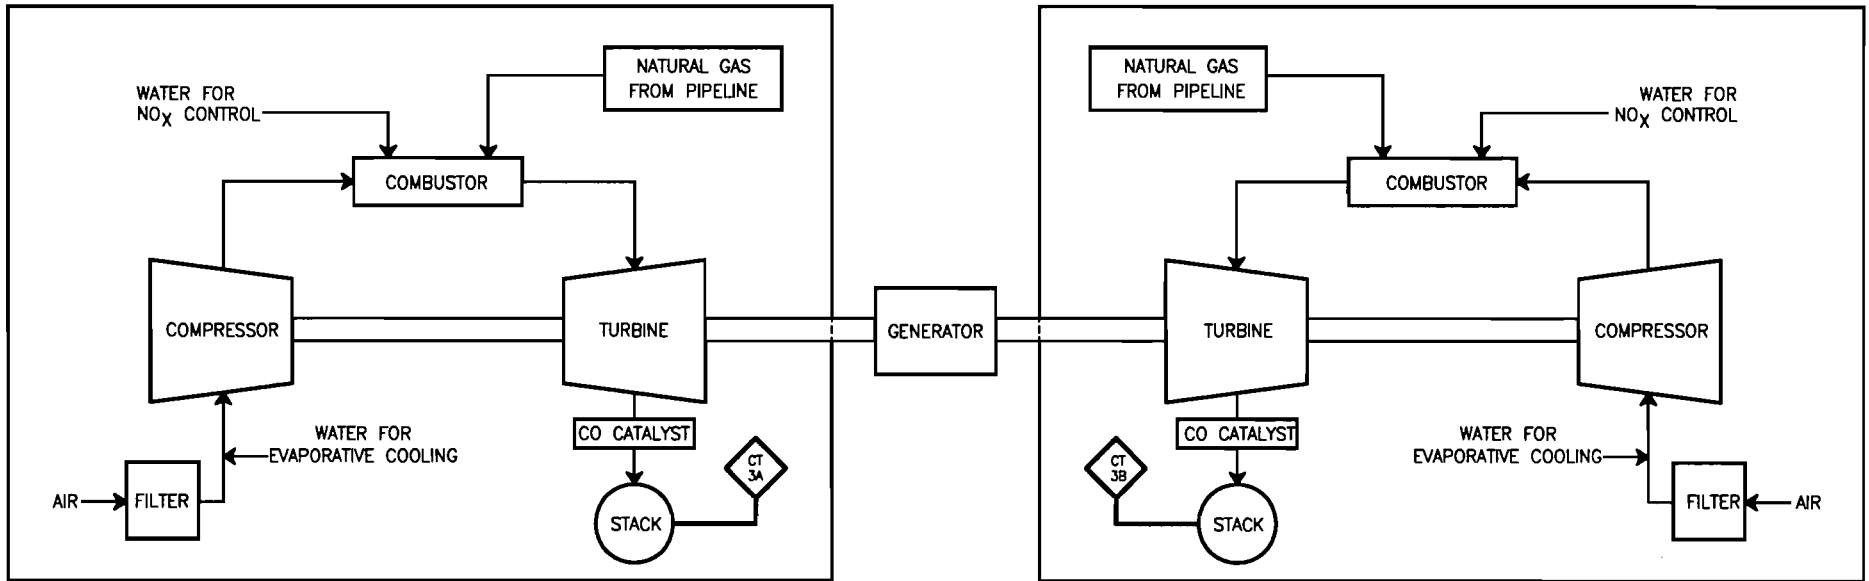 NATURAL GAS
FROM PIPELINE
WATER FOR
NOX CONTROL
COMBUSTOR
COMPRESSOR
TURBINE
CO CATALYST
WATER FOR
EVAPORATIVE COOLING
CT
3A
AIR
FILTER
STACK
GENERATOR
NATURAL GAS
FROM PIPELINE
WATER FOR
NOX CONTROL
COMBUSTOR
TURBINE
COMPRESSOR
CO CATALYST
WATER FOR
EVAPORATIVE COOLING
CT
3B
STACK
FILTER
AIR